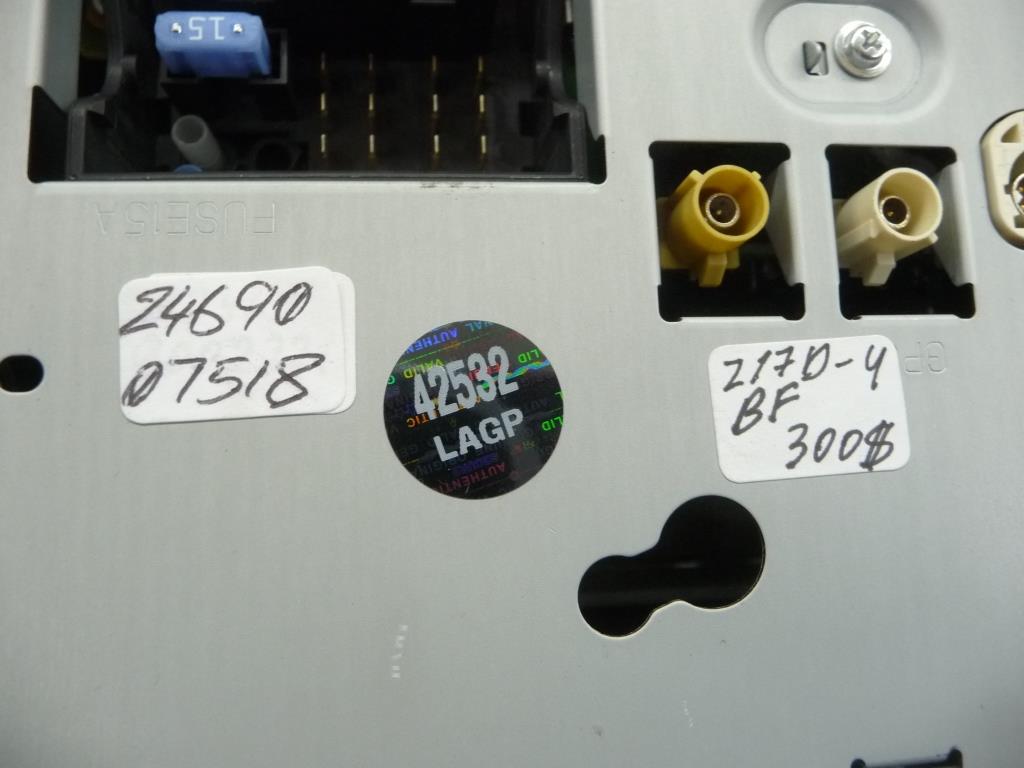 15
FUSE15A
24690
07518
42532
LAGP
217D-4
BF
300$